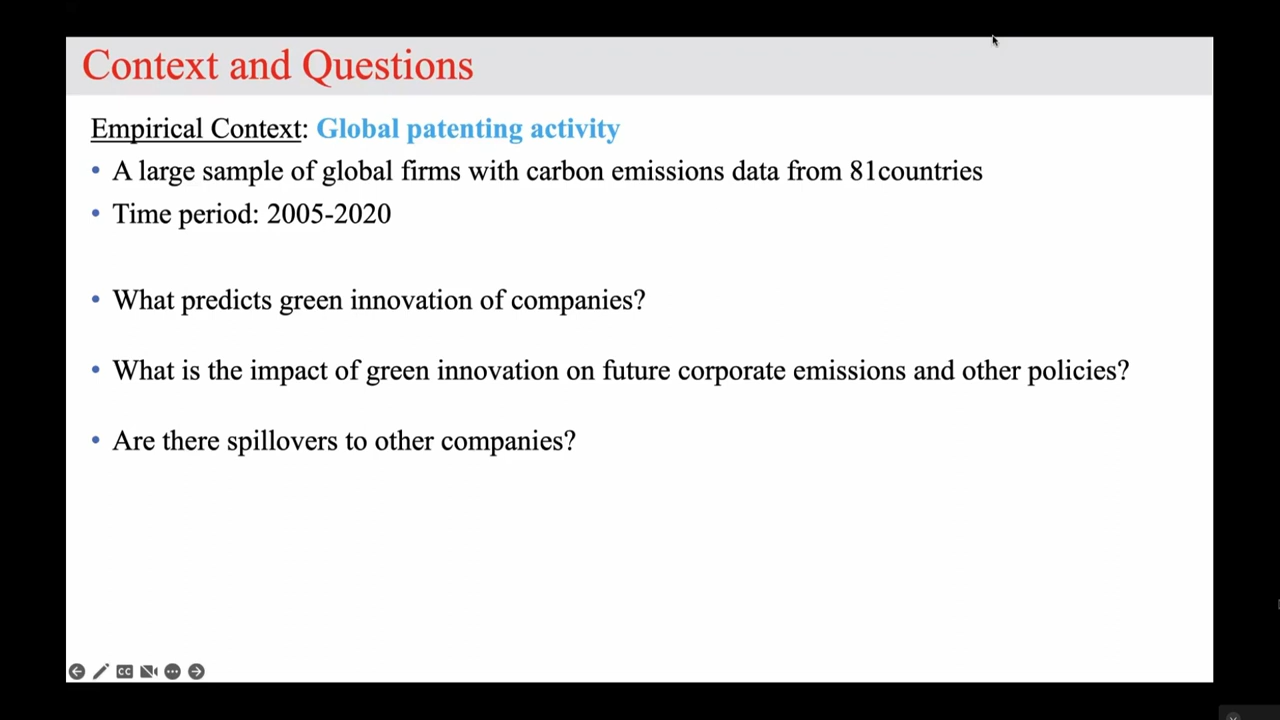 Context and Questions
Empirical Context: Global patenting activity
• A large sample of global firms with carbon emissions data from 81countries
• Time period: 2005-2020
• What predicts green innovation of companies?
• What is the impact of green innovation on future corporate emissions and other policies?
• Are there spillovers to other companies?
CC